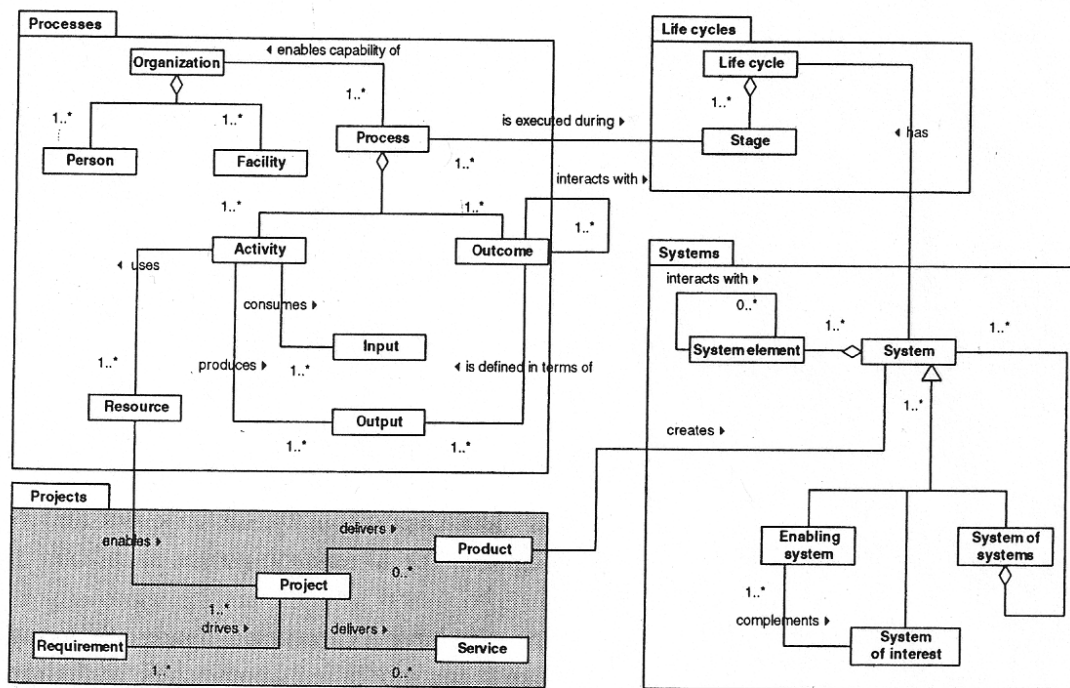 Processes
◂ enables capability of
Organization
1..*
1..*
1..*
Process
Person
Facility
1..*
is executed during ▸
1..*
1..*
Activity
Outcome
interacts with ▸
1..*
◂ uses
consumes ▸
Input
1..*
1..*
produces ▸
◂ is defined in terms of
Resource
Output
1..*
1..*
Life cycles
Life cycle
1..*
Stage
◂ has
Systems
interacts with ▸
0..*
System element
1..*
System
1..*
1..*
creates ▸
Enabling
system
System of
systems
1..*
complements ▸
System
of interest
Projects
enables ▸
delivers ▸
Product
0..*
Project
1..*
drives ▸
delivers ▸
Requirement
1..*
Service
0..*